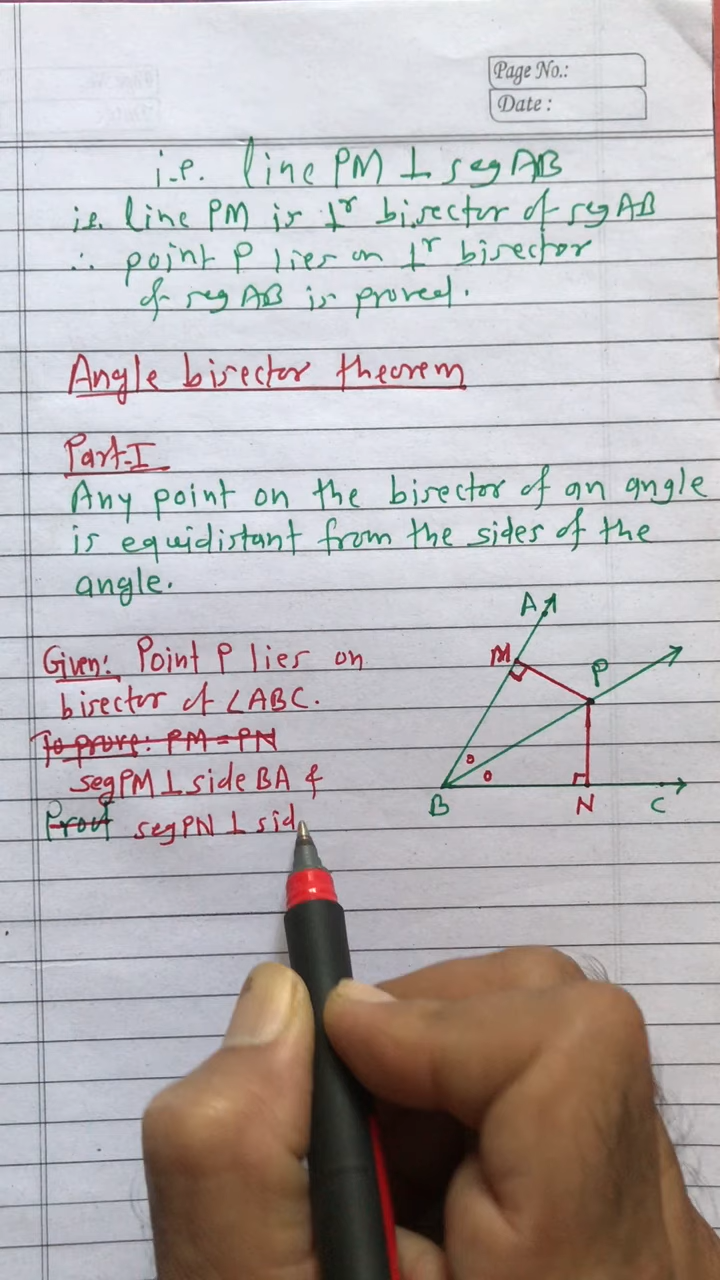 Page No.:
Date :
i.e. line PM ⊥ seg AB
i.e. line PM is ⊥r bisector of seg AB
∴ point P lies on ⊥r bisector
of seg AB is proved.
Angle bisector theorem
Part-I
Any point on the bisector of an angle
is equidistant from the sides of the
angle.
Given: Point P lies on
bisector of ∠ABC.
To prove: PM = PN
seg PM ⊥ side BA &
Proof seg PN ⊥ sid
A
M
P
B
N
C